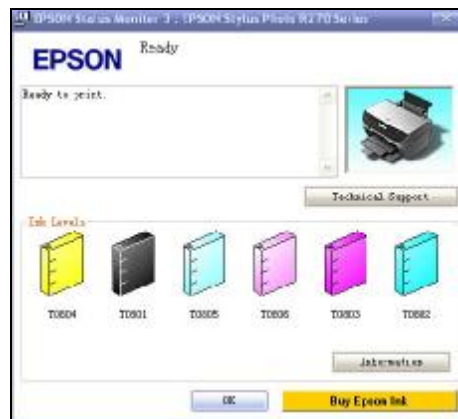 EPSON Status Monitor 3 : EPSON Stylus Photo R270 Series
EPSON
Ready
Ready to print.
Technical Support
Ink Levels
T0804 T0801 T0805 T0806 T0803 T0802
Information
OK
Buy Epson Ink